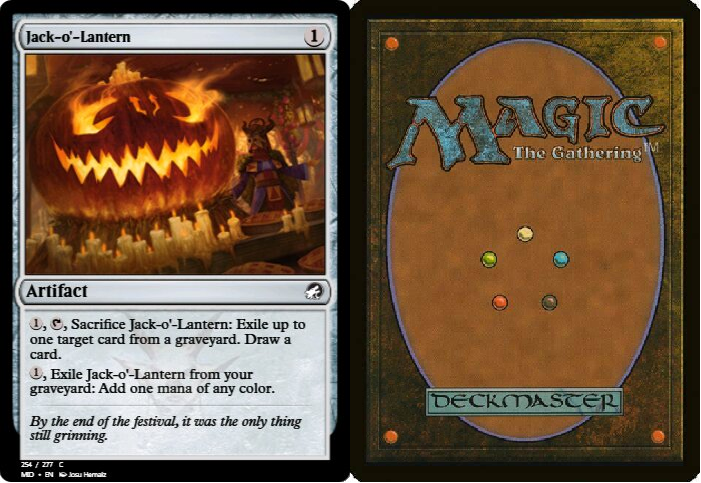 Jack-o'-Lantern 1
Artifact
1, T, Sacrifice Jack-o'-Lantern: Exile up to
one target card from a graveyard. Draw a
card.
1, Exile Jack-o'-Lantern from your
graveyard: Add one mana of any color.
By the end of the festival, it was the only thing
still grinning.
254 / 277 C
MID • EN Josu Hernaiz
MAGIC
The Gathering™
DECKMASTER